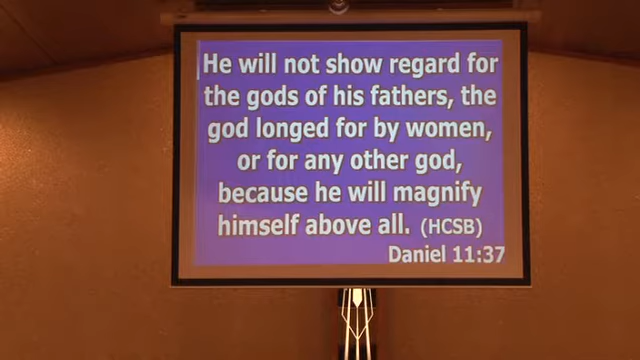 He will not show regard for
the gods of his fathers, the
god longed for by women,
or for any other god,
because he will magnify
himself above all. (HCSB)
Daniel 11:37